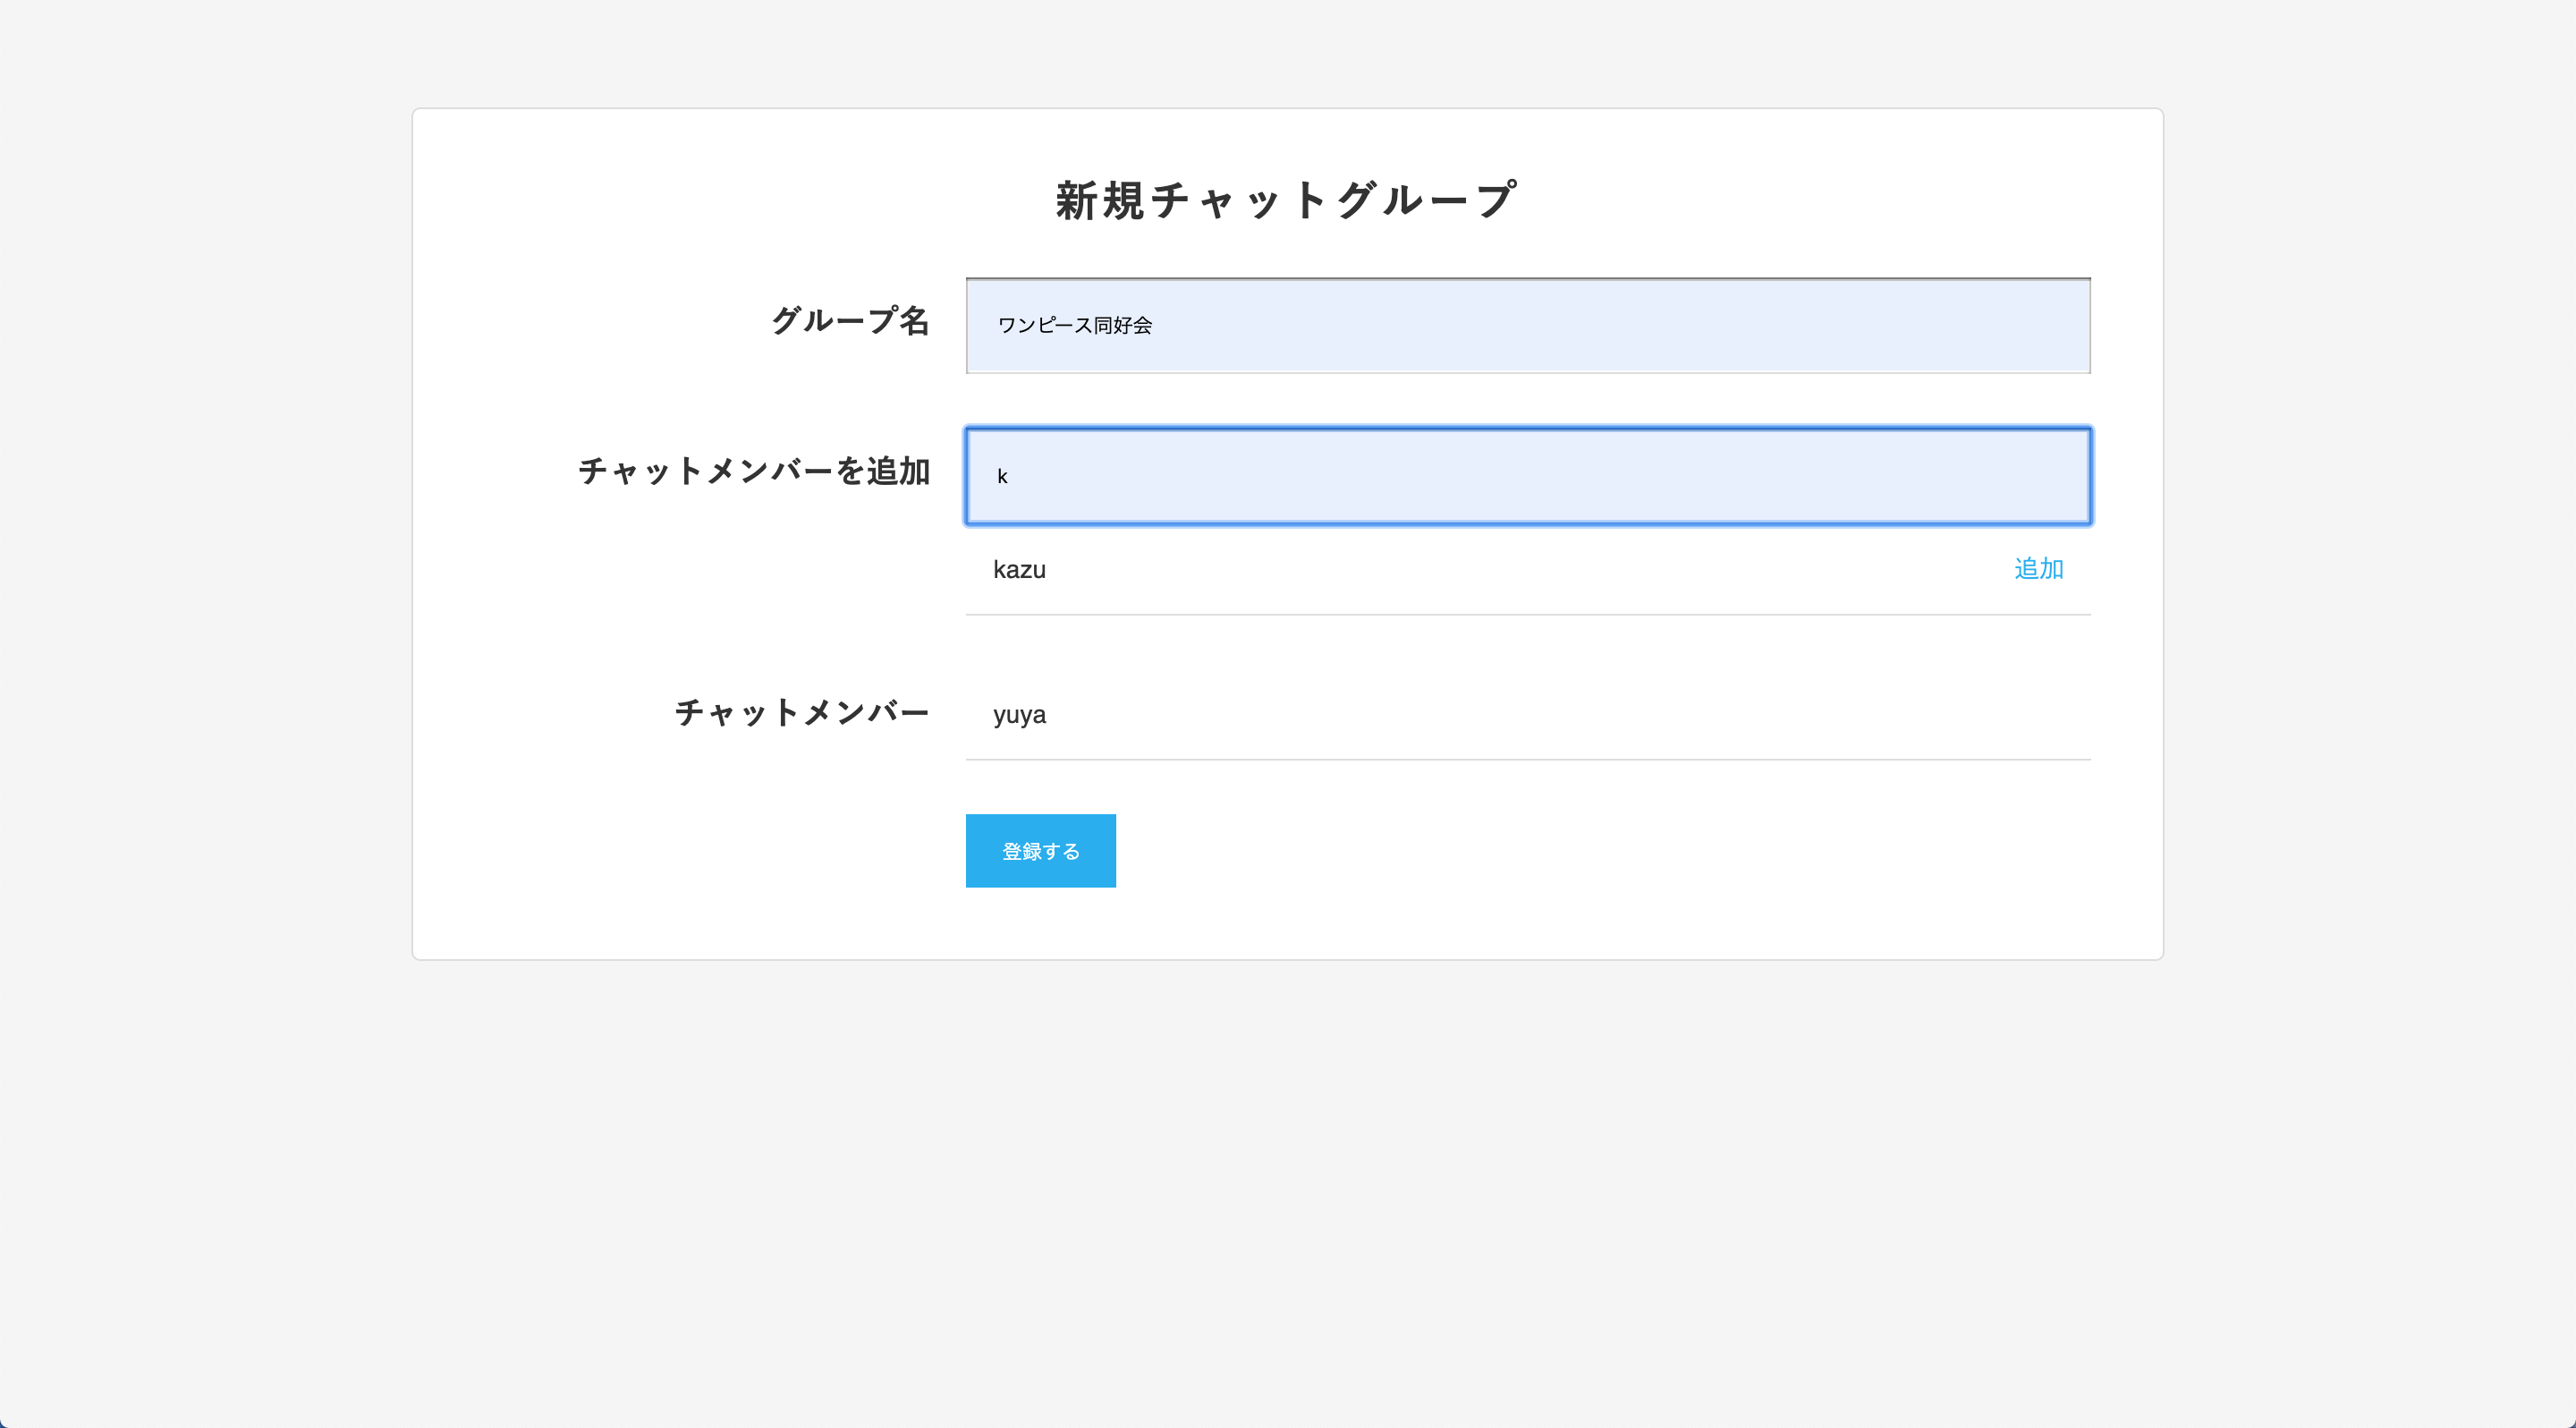 新規チャットグループ
グループ名
ワンピース同好会
チャットメンバーを追加
k
kazu 追加
チャットメンバー
yuya
登録する